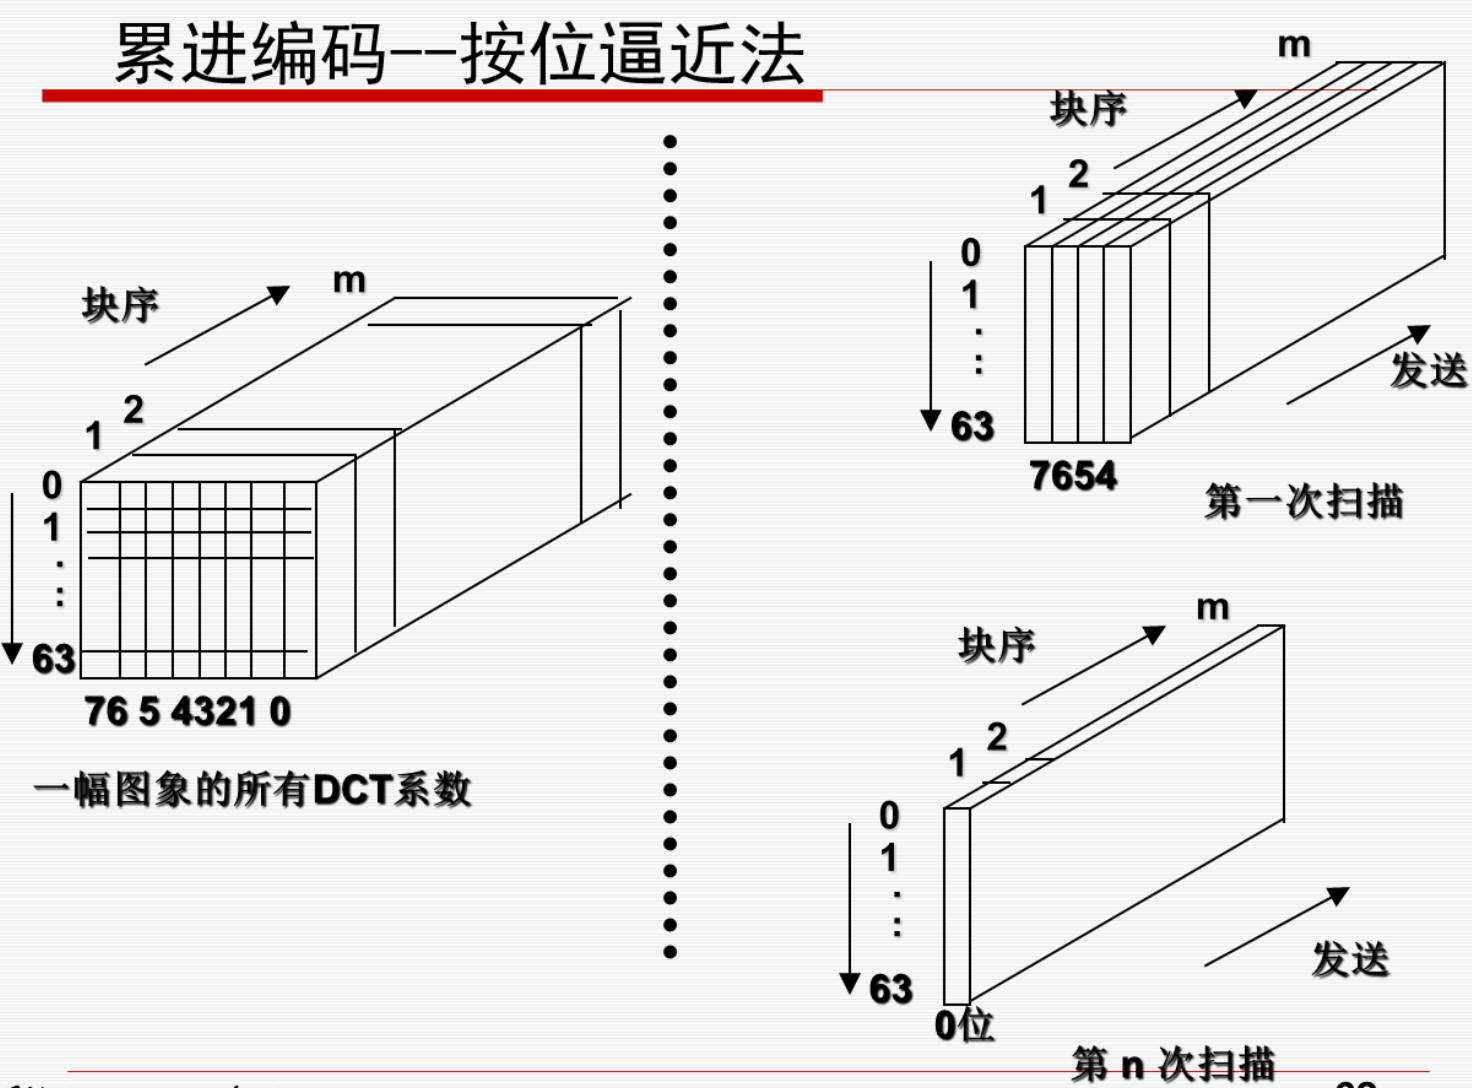 累进编码--按位逼近法
块序
m
1
2
0
1
.
:
63
76 5 4321 0
一幅图象的所有DCT系数
m
块序
2
1
0
1
.
:
63
7654
发送
第一次扫描
m
块序
2
1
0
1
.
:
63
0位
发送
第 n 次扫描